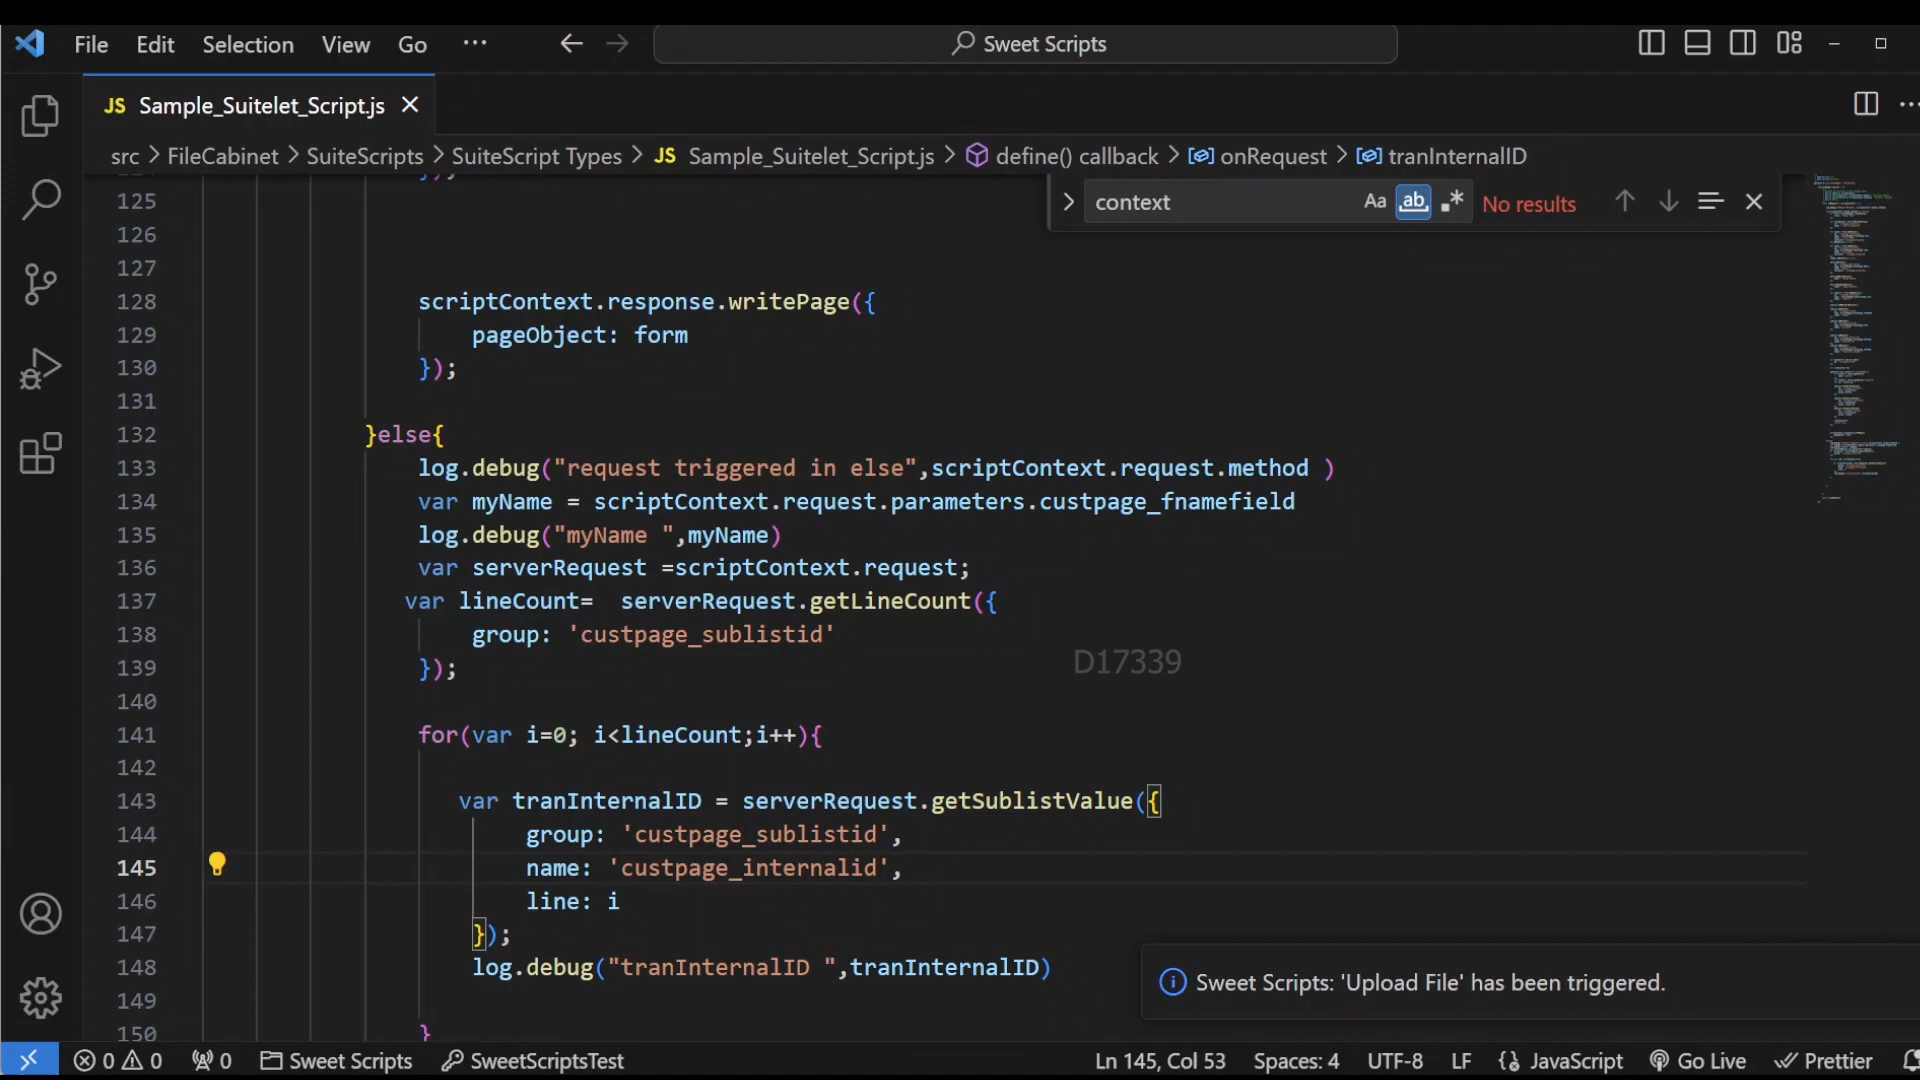 File Edit Selection View Go ... Sweet Scripts
JS Sample_Suitelet_Script.js
src > FileCabinet > SuiteScripts > SuiteScript Types > JS Sample_Suitelet_Script.js > define() callback > onRequest > tranInternalID
context Aa ab .* No results
125
126
127
128 scriptContext.response.writePage({
129 pageObject: form
130 });
131
132 }else{
133 log.debug("request triggered in else",scriptContext.request.method )
134 var myName = scriptContext.request.parameters.custpage_fnamefield
135 log.debug("myName ",myName)
136 var serverRequest =scriptContext.request;
137 var lineCount=  serverRequest.getLineCount({
138 group: 'custpage_sublistid'
139 });
D17339
140
141 for(var i=0; i<lineCount;i++){
142
143 var tranInternalID = serverRequest.getSublistValue({
144 group: 'custpage_sublistid',
145 name: 'custpage_internalid',
146 line: i
147 });
148 log.debug("tranInternalID ",tranInternalID)
149
150 }
Sweet Scripts: 'Upload File' has been triggered.
0 0 0 Sweet Scripts SweetScriptsTest Ln 145, Col 53 Spaces: 4 UTF-8 LF {} JavaScript Go Live Prettier